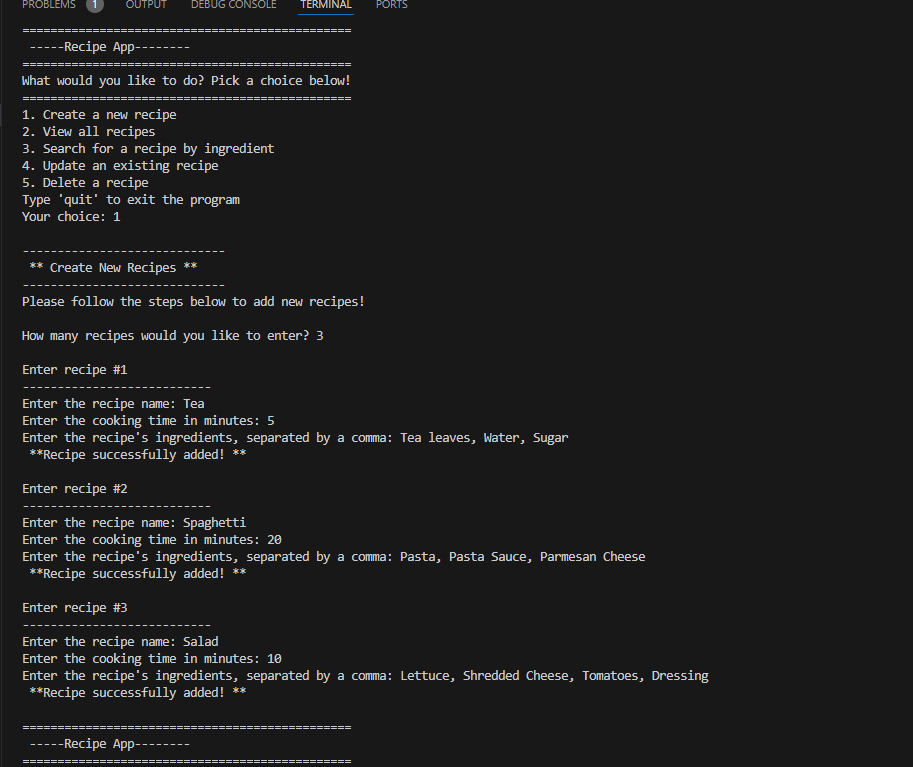 PROBLEMS 1 OUTPUT DEBUG CONSOLE TERMINAL PORTS
===============================================
 -----Recipe App--------
===============================================
What would you like to do? Pick a choice below!
===============================================
1. Create a new recipe
2. View all recipes
3. Search for a recipe by ingredient
4. Update an existing recipe
5. Delete a recipe
Type 'quit' to exit the program
Your choice: 1
-----------------------------
 ** Create New Recipes **
-----------------------------
Please follow the steps below to add new recipes!
How many recipes would you like to enter? 3
Enter recipe #1
---------------------------
Enter the recipe name: Tea
Enter the cooking time in minutes: 5
Enter the recipe's ingredients, separated by a comma: Tea leaves, Water, Sugar
 **Recipe successfully added! **
Enter recipe #2
---------------------------
Enter the recipe name: Spaghetti
Enter the cooking time in minutes: 20
Enter the recipe's ingredients, separated by a comma: Pasta, Pasta Sauce, Parmesan Cheese
 **Recipe successfully added! **
Enter recipe #3
---------------------------
Enter the recipe name: Salad
Enter the cooking time in minutes: 10
Enter the recipe's ingredients, separated by a comma: Lettuce, Shredded Cheese, Tomatoes, Dressing
 **Recipe successfully added! **
===============================================
 -----Recipe App--------
===============================================